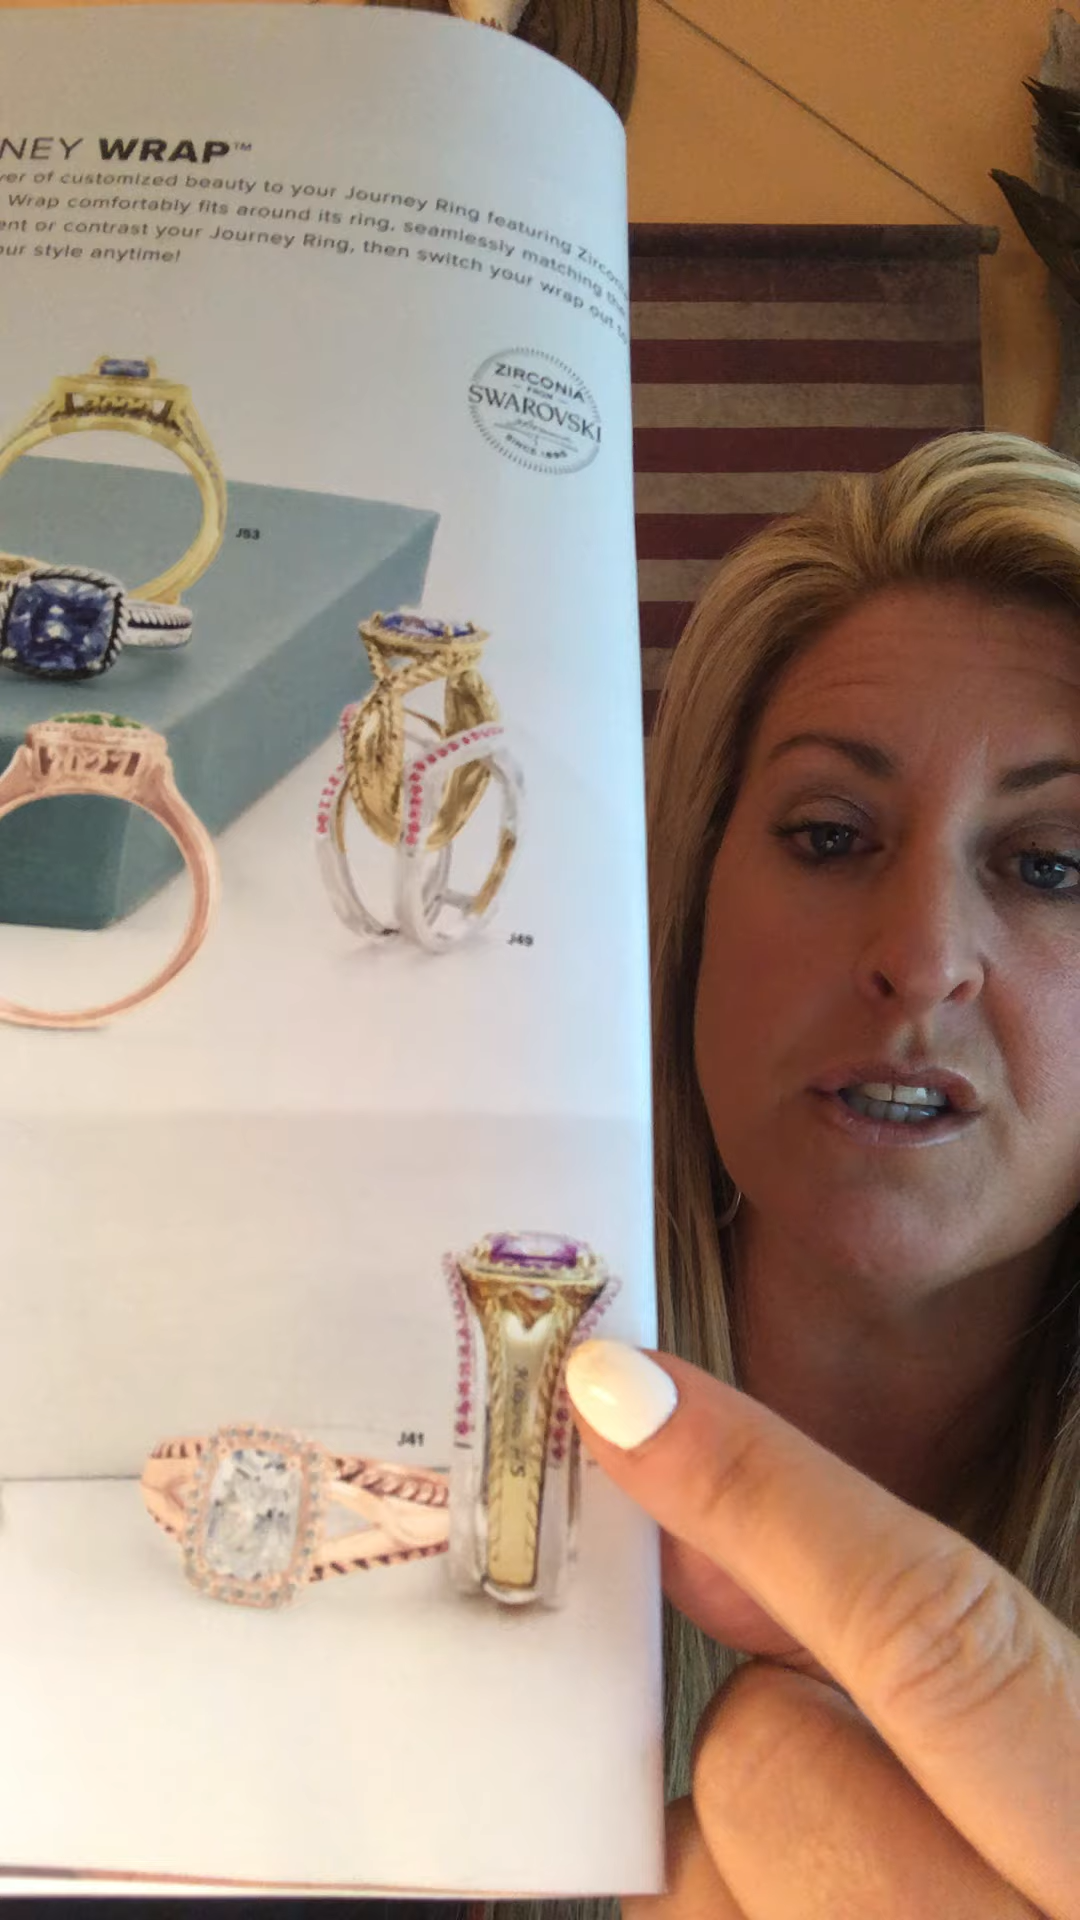 NEY WRAP™
ver of customized beauty to your Journey Ring featuring Zirconia
Wrap comfortably fits around its ring, seamlessly matching the
ent or contrast your Journey Ring, then switch your wrap out to
our style anytime!
ZIRCONIA
FROM
SWAROVSKI
SINCE 1895
J53
J49
J41